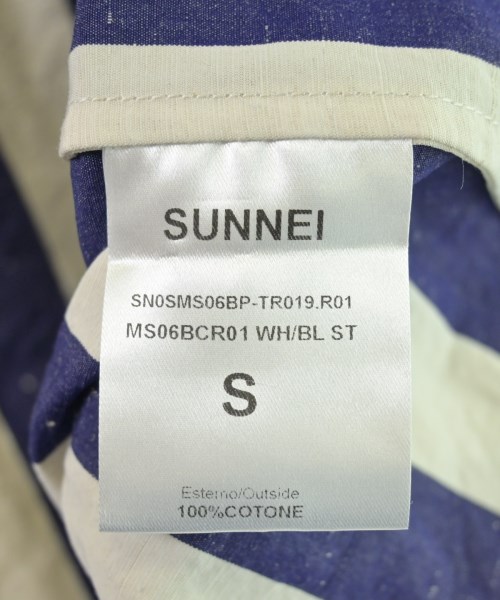 SUNNEI
SN0SMS06BP-TR019.R01
MS06BCR01 WH/BL ST
S
Esterno/Outside
100%COTONE